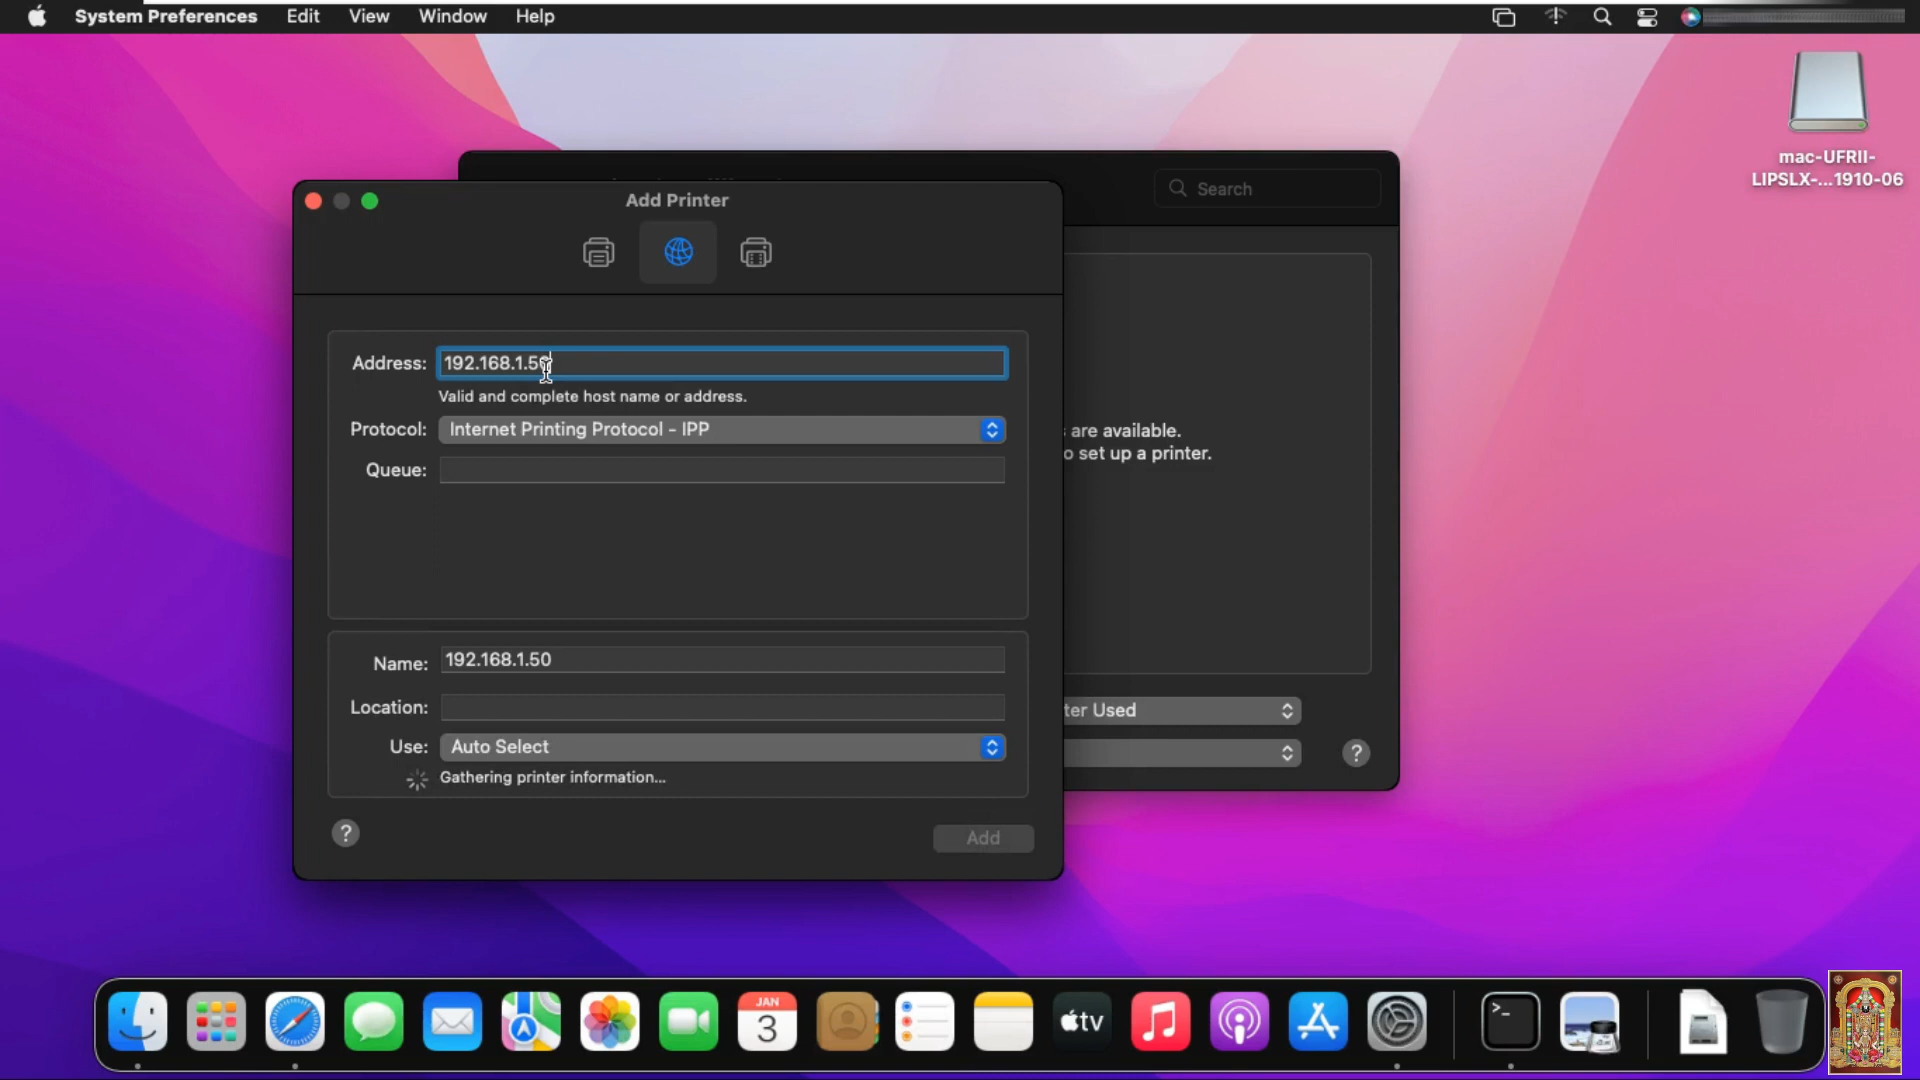 System Preferences Edit View Window Help
mac-UFRII-
LIPSLX-...1910-06
Search
Add Printer
Address: 192.168.1.50
Valid and complete host name or address.
Protocol: Internet Printing Protocol - IPP
are available.
o set up a printer.
Queue:
Name: 192.168.1.50
Location:
ter Used
Use: Auto Select
Gathering printer information...
?
?
Add
JAN
3
tv
>_